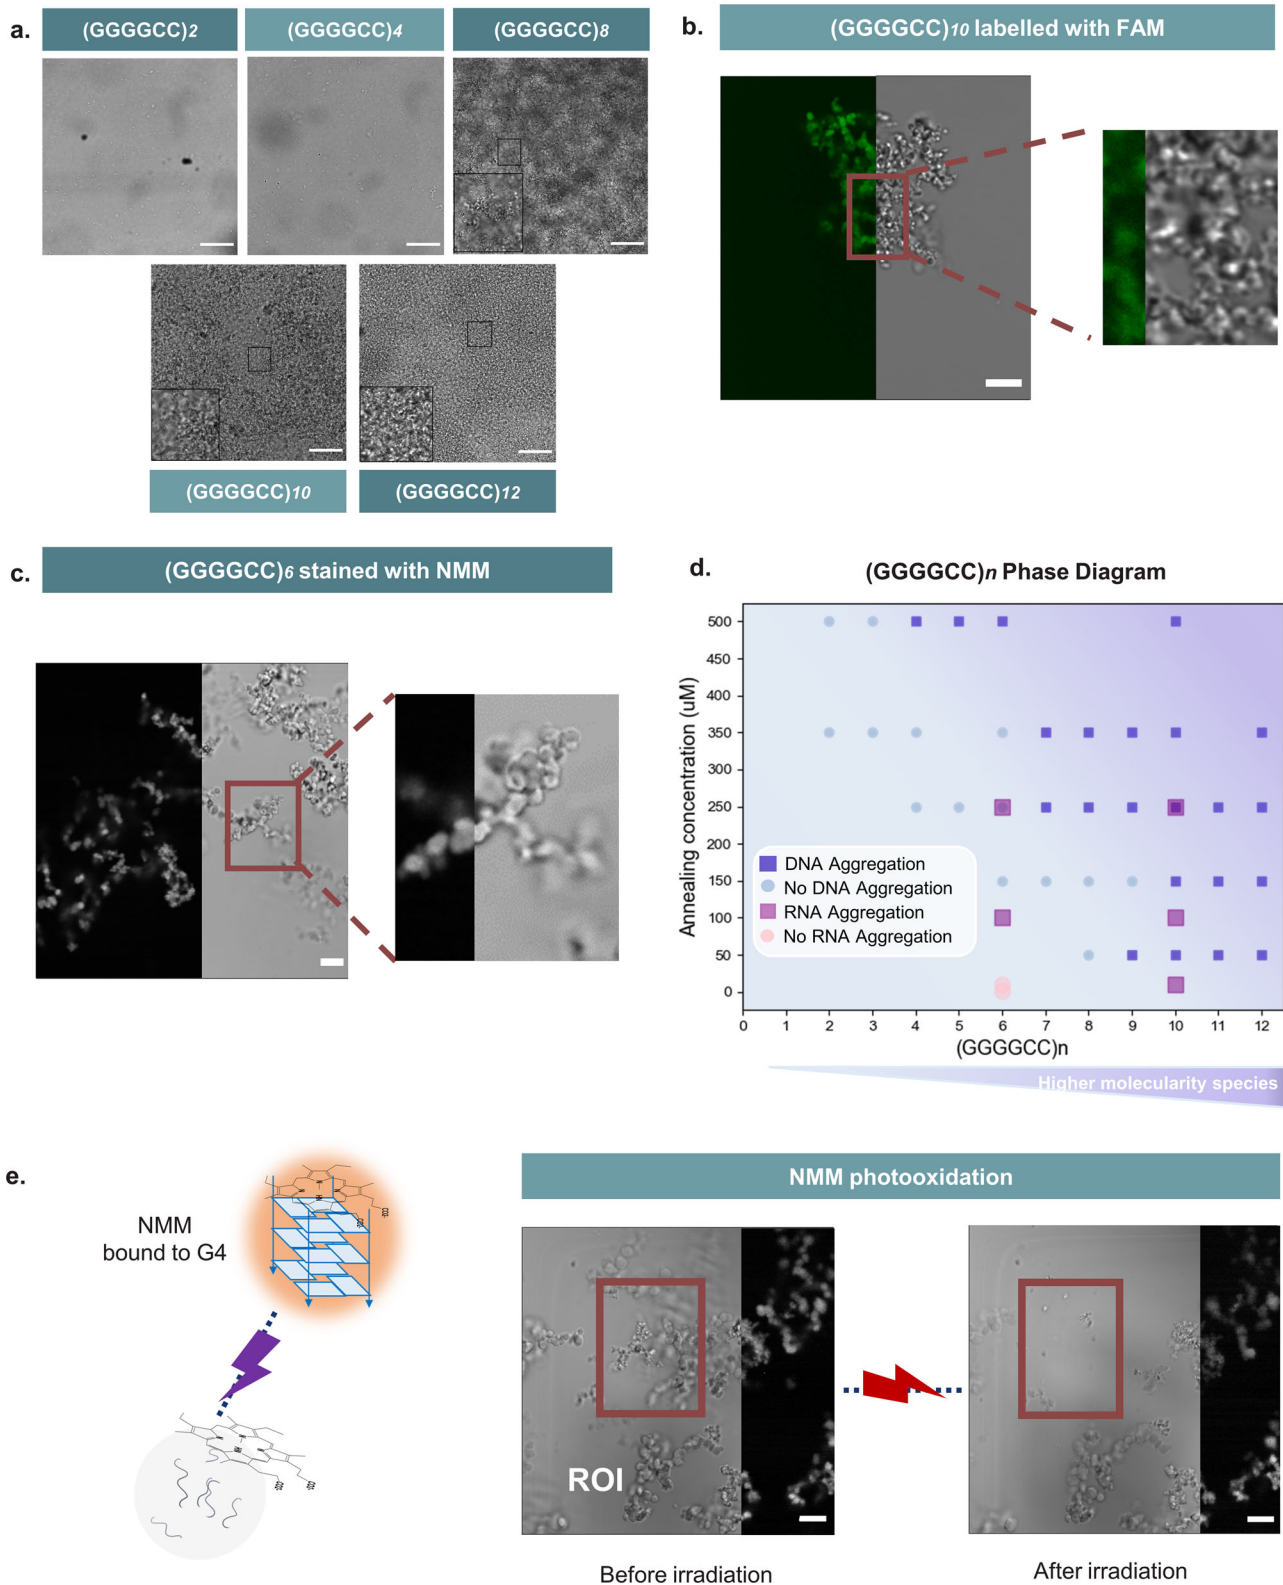 a.
(GGGGCC)2
(GGGGCC)4
(GGGGCC)8
(GGGGCC)10
(GGGGCC)12
b.
(GGGGCC)10 labelled with FAM
c.
(GGGGCC)6 stained with NMM
d.
(GGGGCC)n Phase Diagram
Annealing concentration (uM)
500
450
400
350
300
250
200
150
100
50
0
DNA Aggregation
No DNA Aggregation
RNA Aggregation
No RNA Aggregation
0 1 2 3 4 5 6 7 8 9 10 11 12
(GGGGCC)n
Higher molecularity species
e.
NMM
bound to G4
NMM photooxidation
ROI
Before irradiation
After irradiation